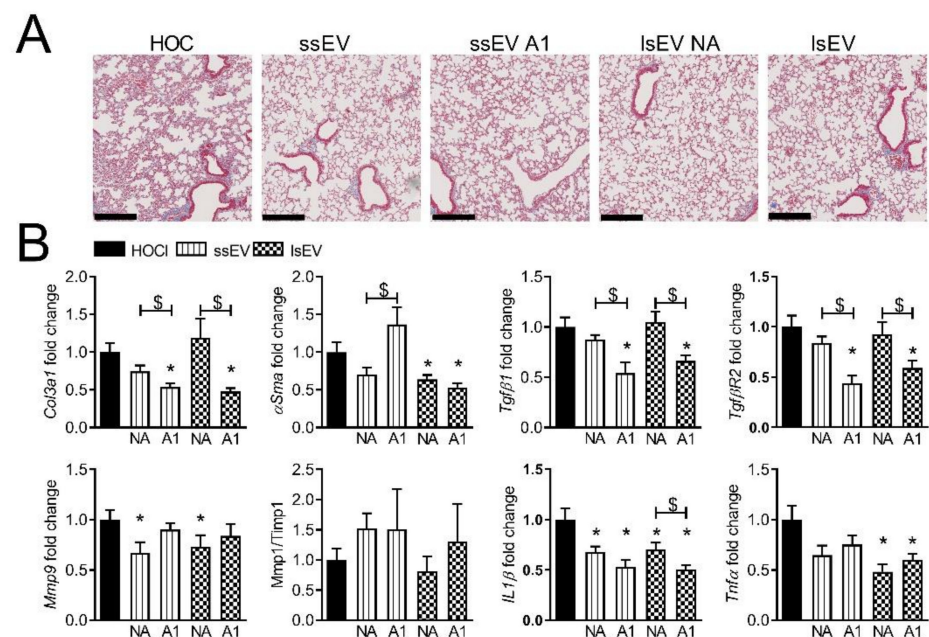 A
HOC ssEV ssEV A1 lsEV NA lsEV
B
HOCl ssEV lsEV
Col3a1 fold change
2.0
1.5
1.0
0.5
0.0
$ $
* *
NA A1 NA A1
αSma fold change
2.0
1.5
1.0
0.5
0.0
$
* *
NA A1 NA A1
Tgfβ1 fold change
1.5
1.0
0.5
0.0
$ $
* *
NA A1 NA A1
TgfβR2 fold change
1.5
1.0
0.5
0.0
$ $
* *
NA A1 NA A1
Mmp9 fold change
1.5
1.0
0.5
0.0
* *
NA A1 NA A1
Mmp1/Timp1
2.5
2.0
1.5
1.0
0.5
0.0
NA A1 NA A1
IL1β fold change
1.5
1.0
0.5
0.0
$
* * * *
NA A1 NA A1
Tnfα fold change
1.5
1.0
0.5
0.0
* *
NA A1 NA A1